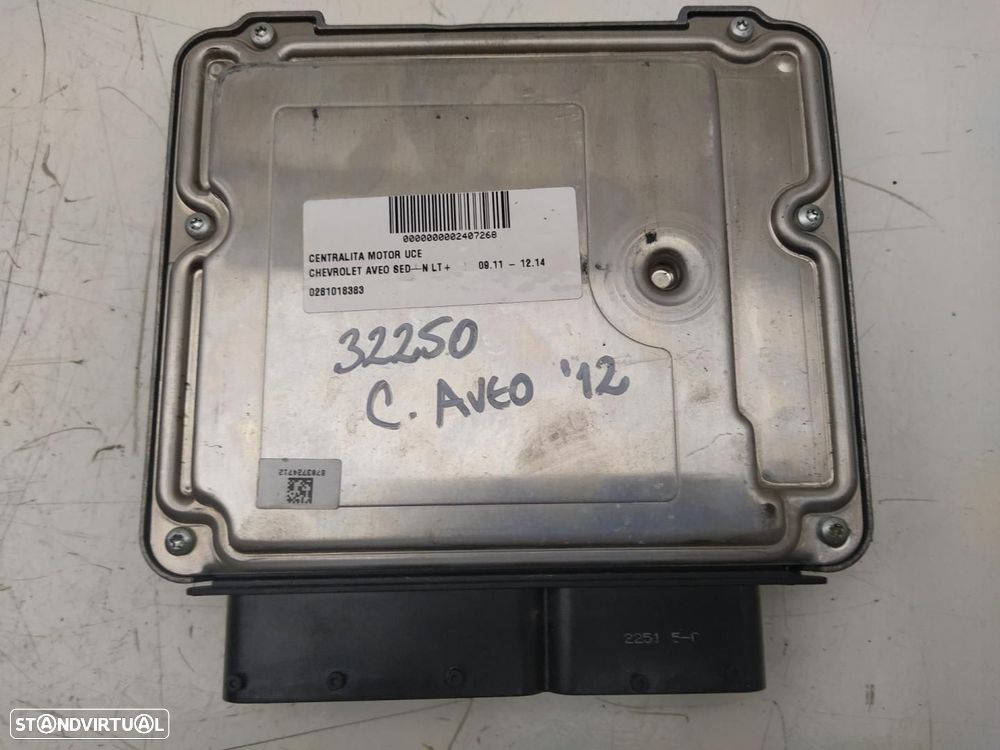 0000000002407268
CENTRALITA MOTOR UCE
CHEVROLET AVEO SED--N LT+ 09.11 - 12.14
0281018383
32250
C. AVEO '12
8703724712
2251 5-
STANDVIRTUAL